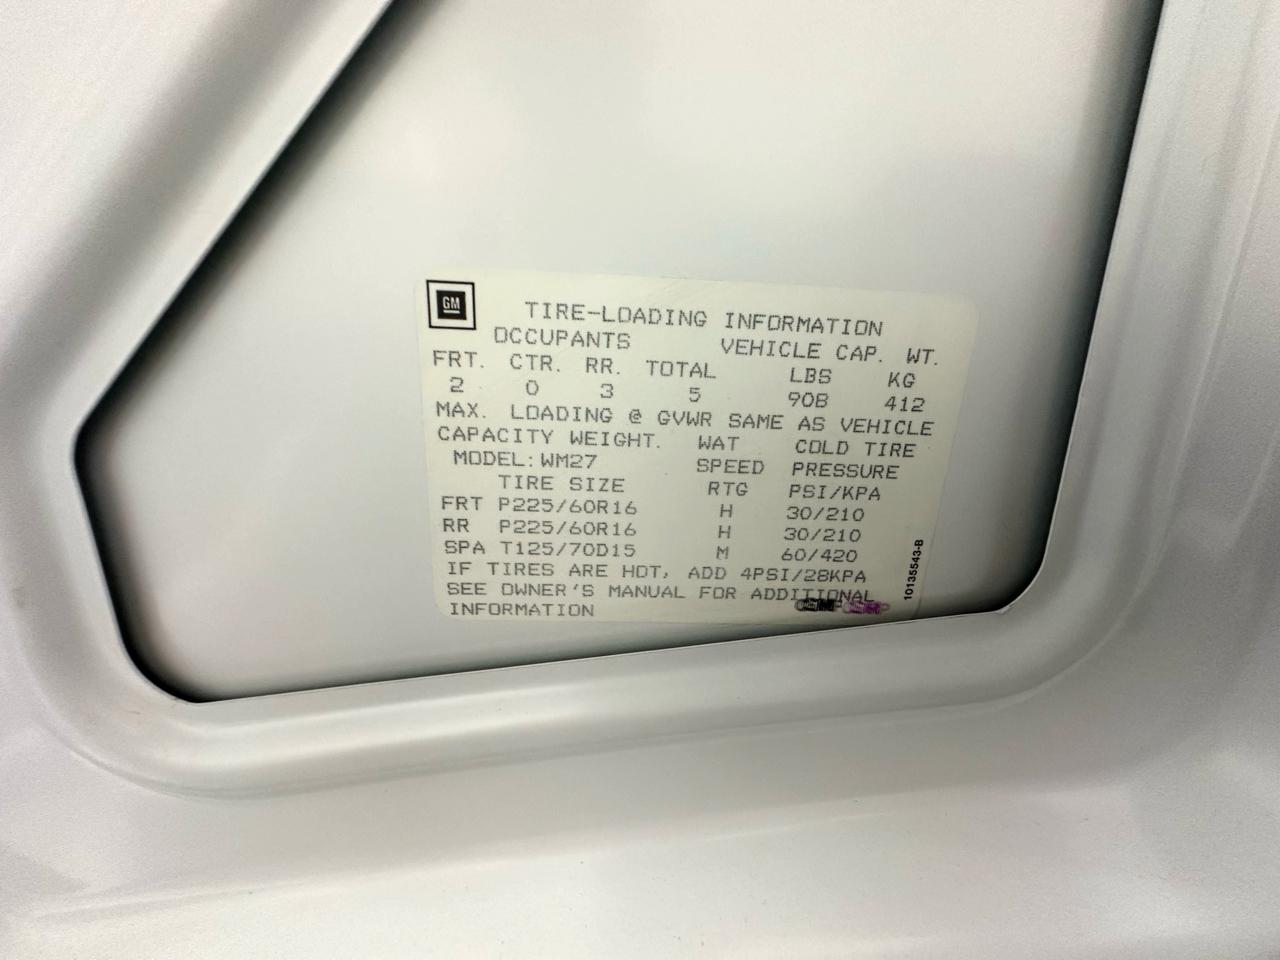 GM
TIRE-LOADING INFORMATION
OCCUPANTS VEHICLE CAP. WT.
FRT. CTR. RR. TOTAL LBS KG
2 0 3 5 908 412
MAX. LOADING @ GVWR SAME AS VEHICLE
CAPACITY WEIGHT. WAT COLD TIRE
MODEL:WM27 SPEED PRESSURE
TIRE SIZE RTG PSI/KPA
FRT P225/60R16 H 30/210
RR P225/60R16 H 30/210
SPA T125/70D15 M 60/420
IF TIRES ARE HOT, ADD 4PSI/28KPA
SEE OWNER'S MANUAL FOR ADDITIONAL
INFORMATION
10135543-B